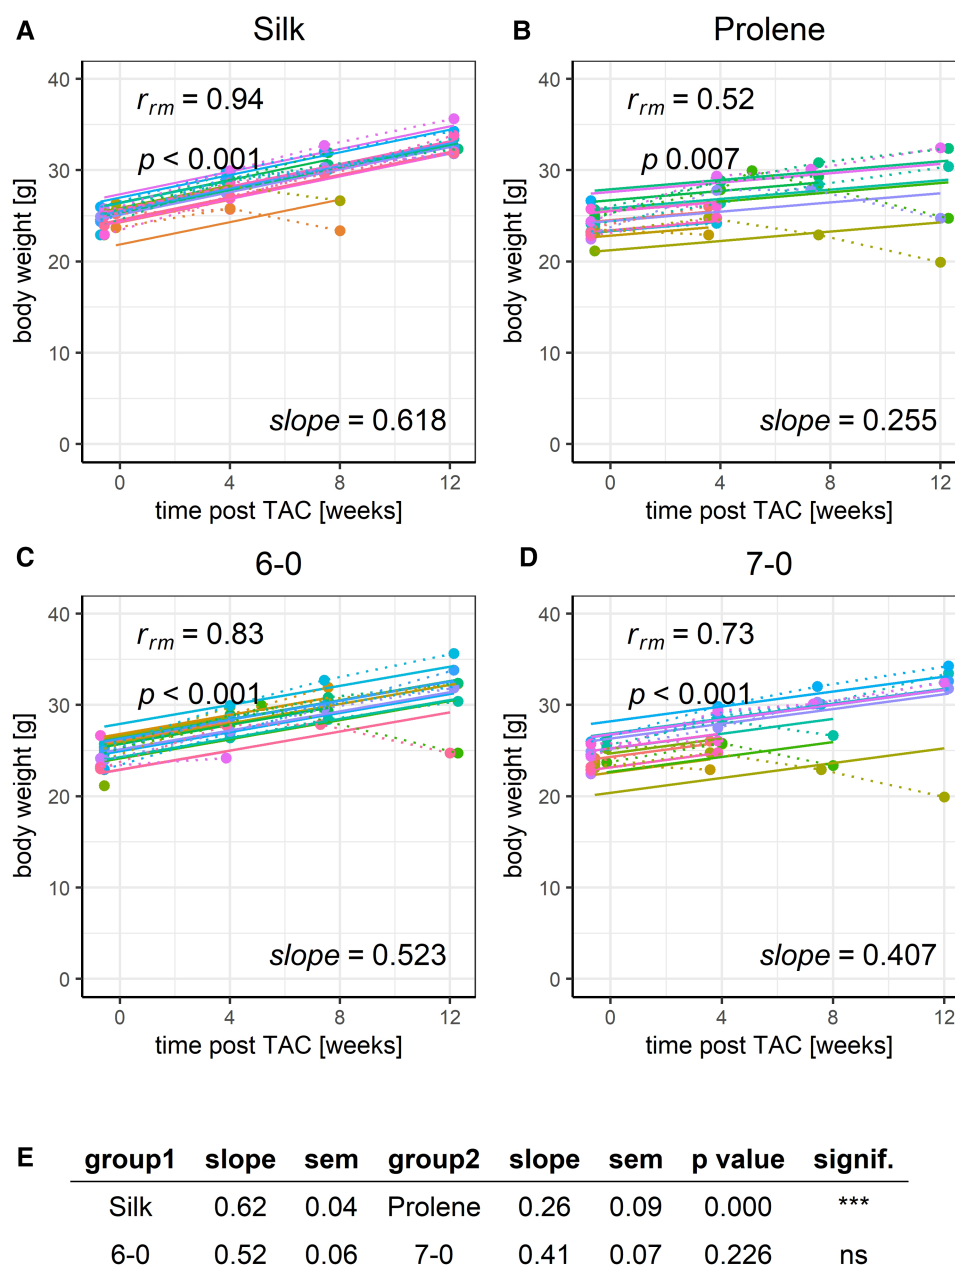 A Silk
B Prolene
r_rm = 0.94
p < 0.001
slope = 0.618
40
30
20
10
0
0 4 8 12
body weight [g]
time post TAC [weeks]
r_rm = 0.52
p 0.007
slope = 0.255
40
30
20
10
0
0 4 8 12
body weight [g]
time post TAC [weeks]
C 6-0
D 7-0
r_rm = 0.83
p < 0.001
slope = 0.523
40
30
20
10
0
0 4 8 12
body weight [g]
time post TAC [weeks]
r_rm = 0.73
p < 0.001
slope = 0.407
40
30
20
10
0
0 4 8 12
body weight [g]
time post TAC [weeks]
E group1 slope sem group2 slope sem p value signif.
Silk 0.62 0.04 Prolene 0.26 0.09 0.000 ***
6-0 0.52 0.06 7-0 0.41 0.07 0.226 ns